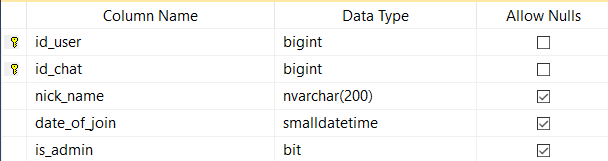 Column Name Data Type Allow Nulls
id_user bigint
id_chat bigint
nick_name nvarchar(200)
date_of_join smalldatetime
is_admin bit